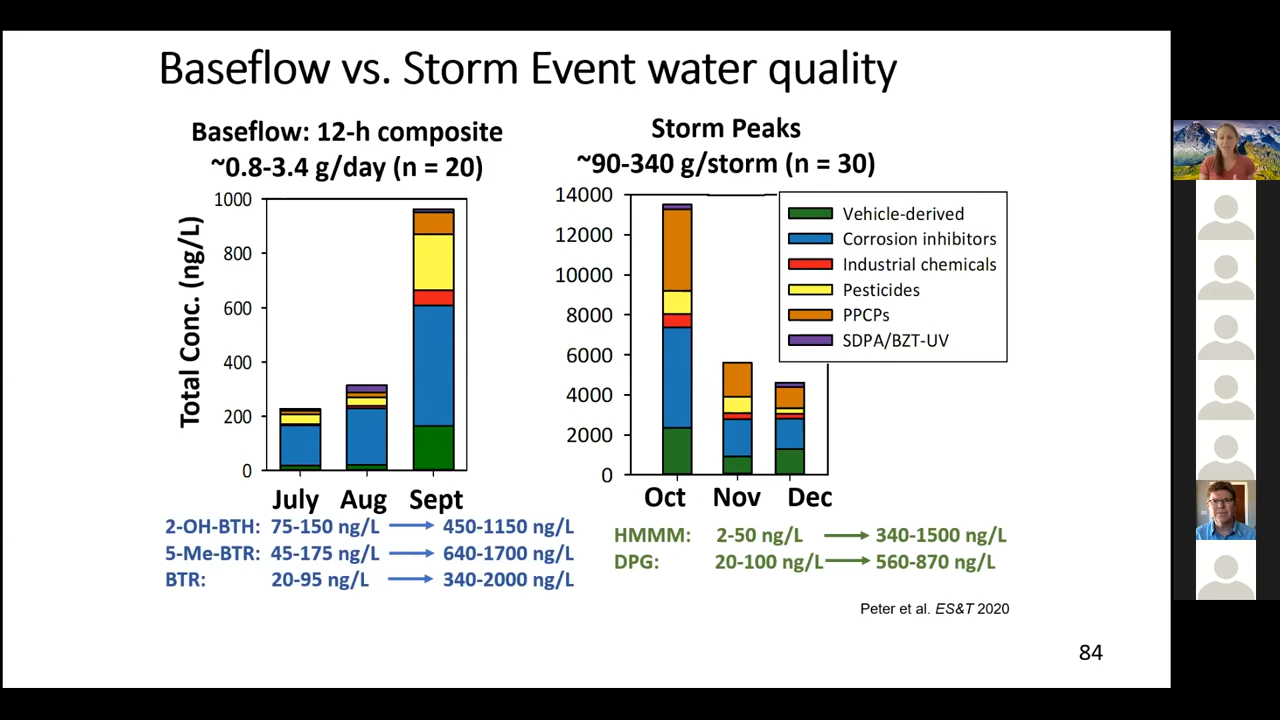 Baseflow vs. Storm Event water quality
Baseflow: 12-h composite
~0.8-3.4 g/day (n = 20)
Total Conc. (ng/L)
1000
800
600
400
200
0
July Aug Sept
Storm Peaks
~90-340 g/storm (n = 30)
14000
12000
10000
8000
6000
4000
2000
0
Oct Nov Dec
Vehicle-derived
Corrosion inhibitors
Industrial chemicals
Pesticides
PPCPs
SDPA/BZT-UV
2-OH-BTH: 75-150 ng/L → 450-1150 ng/L
5-Me-BTR: 45-175 ng/L → 640-1700 ng/L
BTR: 20-95 ng/L → 340-2000 ng/L
HMMM: 2-50 ng/L → 340-1500 ng/L
DPG: 20-100 ng/L → 560-870 ng/L
Peter et al. ES&T 2020
84